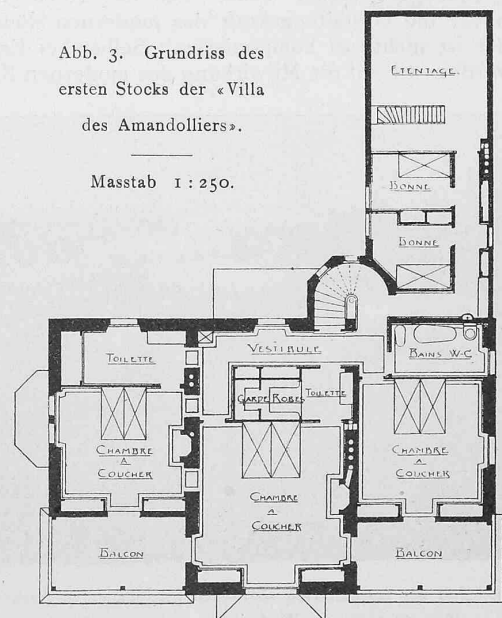 Abb. 3. Grundriss des
ersten Stocks der «Villa
des Amandolliers».
Masstab 1 : 250.
ETENTAGE
BONNE
BONNE
VESTIBULE
BAINS W-C
TOILETTE
GARDE ROBES
TOILETTE
CHAMBRE
A
COUCHER
CHAMBRE
A
COUCHER
CHAMBRE
A
COUCHER
BALCON
BALCON